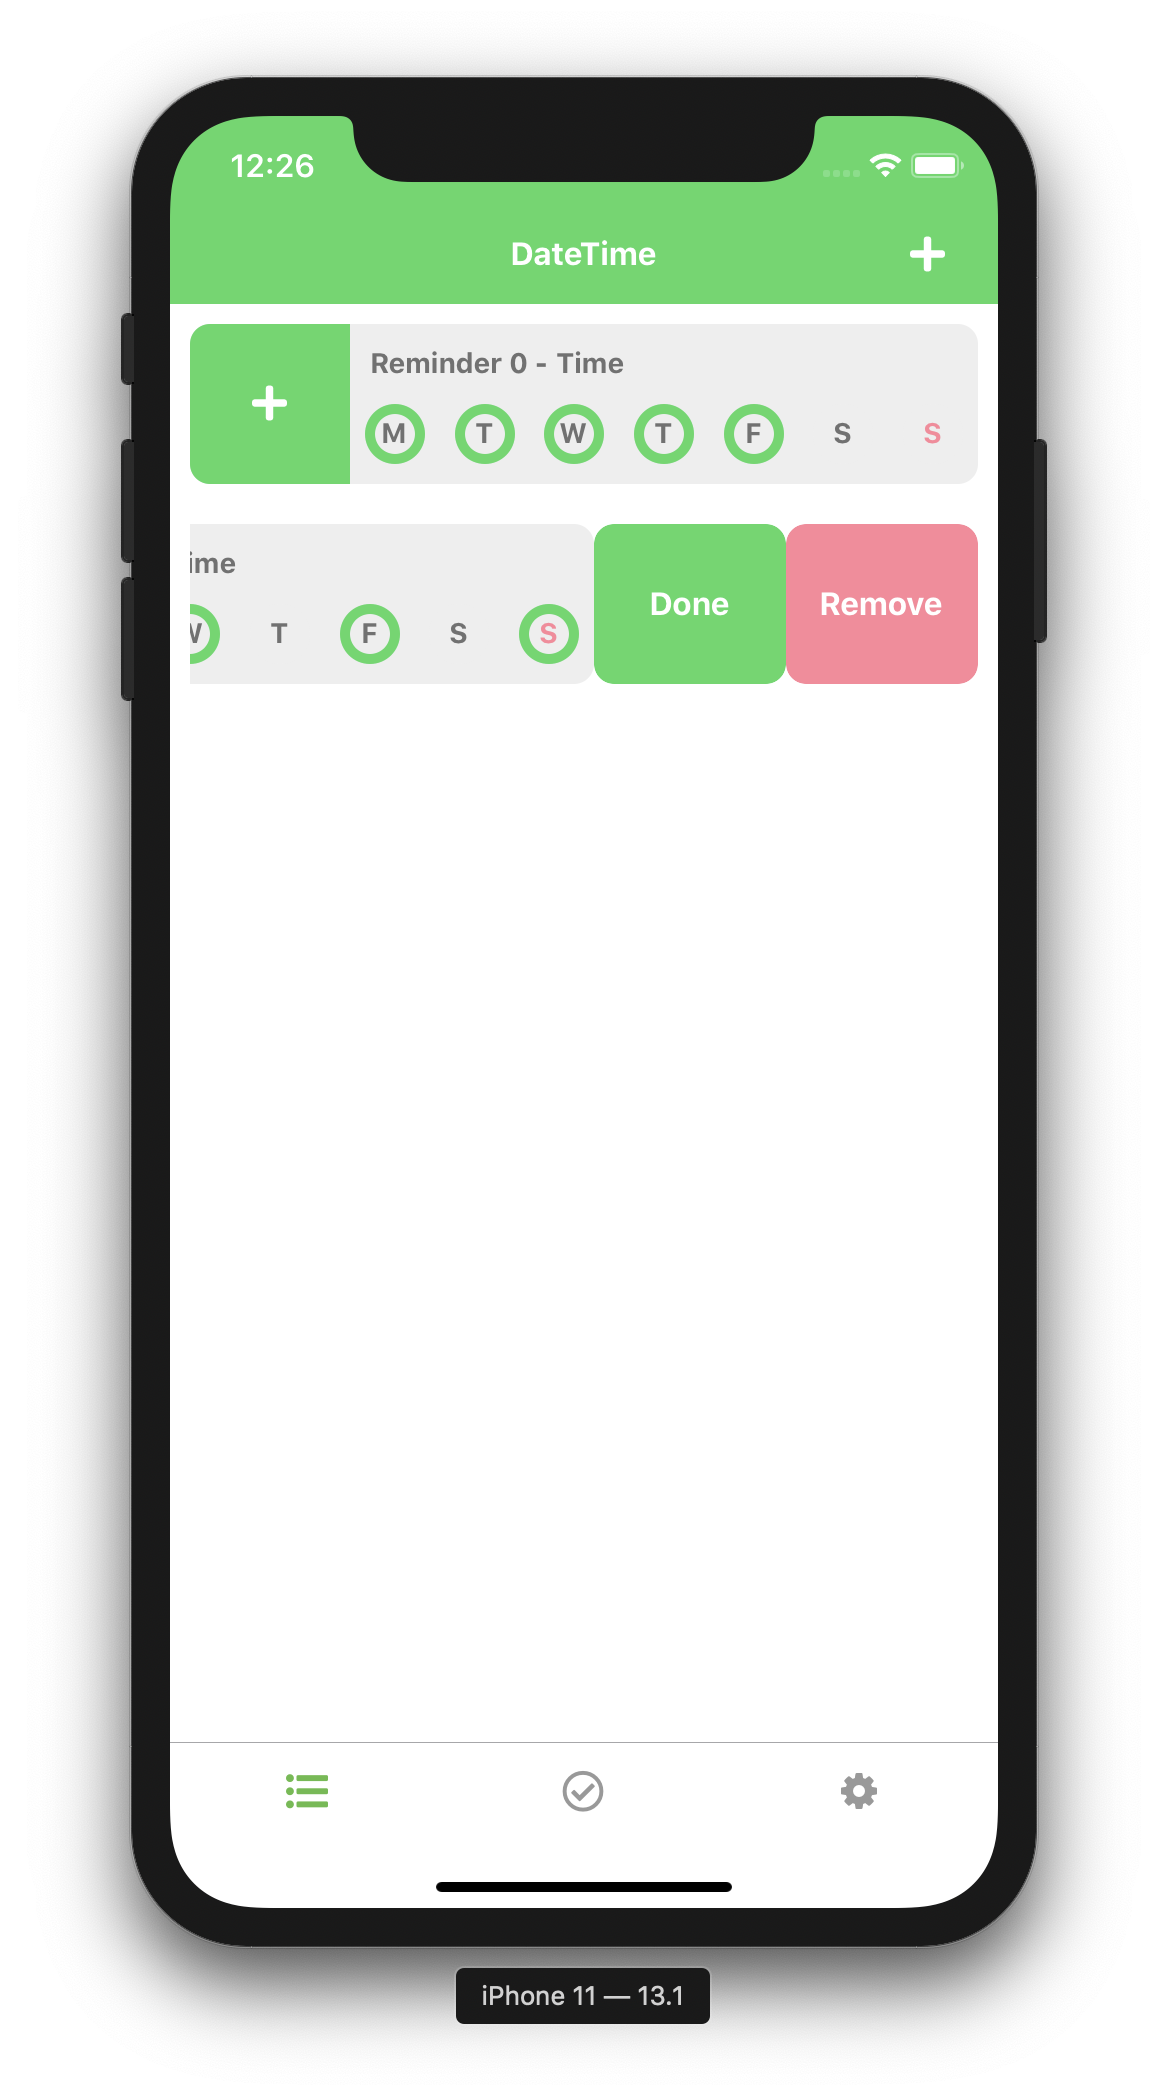 12:26
DateTime
Reminder 0 - Time
M T W T F S S
ime
W T F S S
Done
Remove
iPhone 11 — 13.1